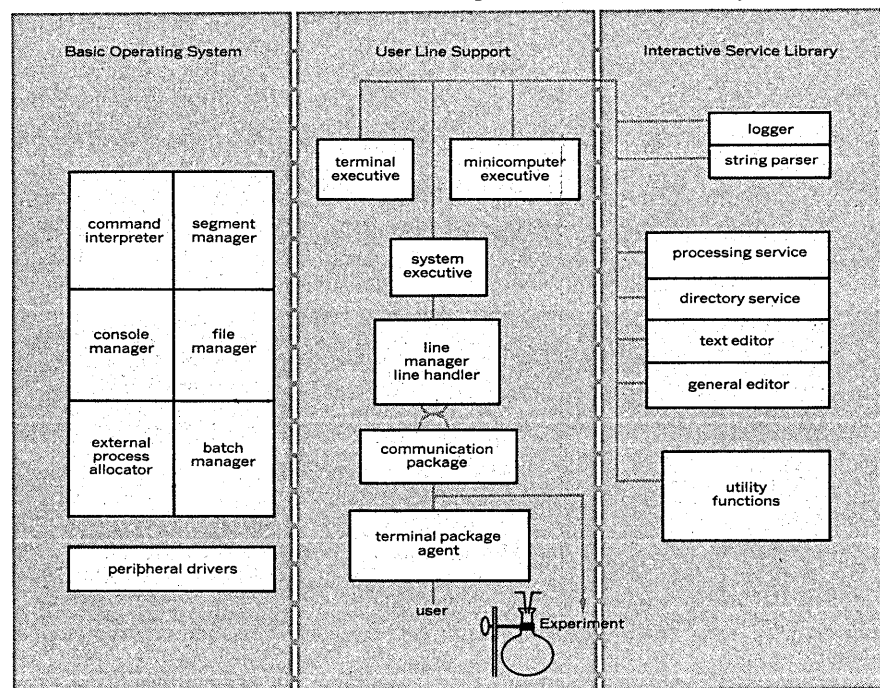 Basic Operating System
User Line Support
Interactive Service Library
command
interpreter
segment
manager
console
manager
file
manager
external
process
allocator
batch
manager
peripheral drivers
terminal
executive
minicomputer
executive
system
executive
line
manager
line handler
communication
package
terminal package
agent
user
Experiment
logger
string parser
processing service
directory service
text editor
general editor
utility
functions